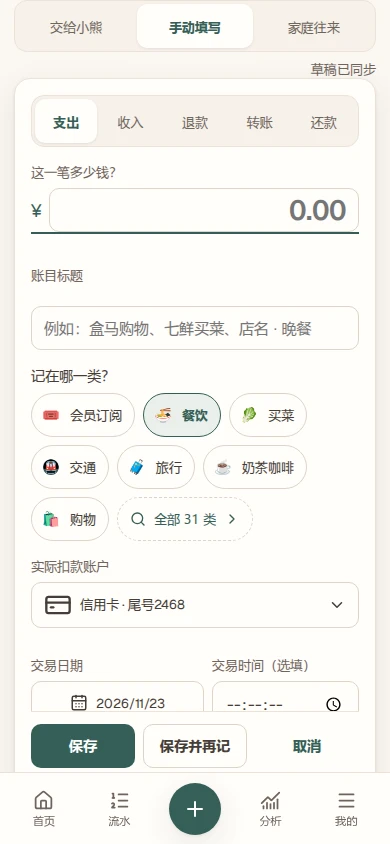 交给小熊 手动填写 家庭往来
草稿已同步
支出 收入 退款 转账 还款
这一笔多少钱？
¥ 0.00
账目标题
例如：盒马购物、七鲜买菜、店名 · 晚餐
记在哪一类？
会员订阅 餐饮 买菜
交通 旅行 奶茶咖啡
购物 全部 31 类
实际扣款账户
信用卡 · 尾号2468
交易日期 交易时间（选填）
2026/11/23 --:--:--
保存 保存并再记 取消
首页 流水 分析 我的